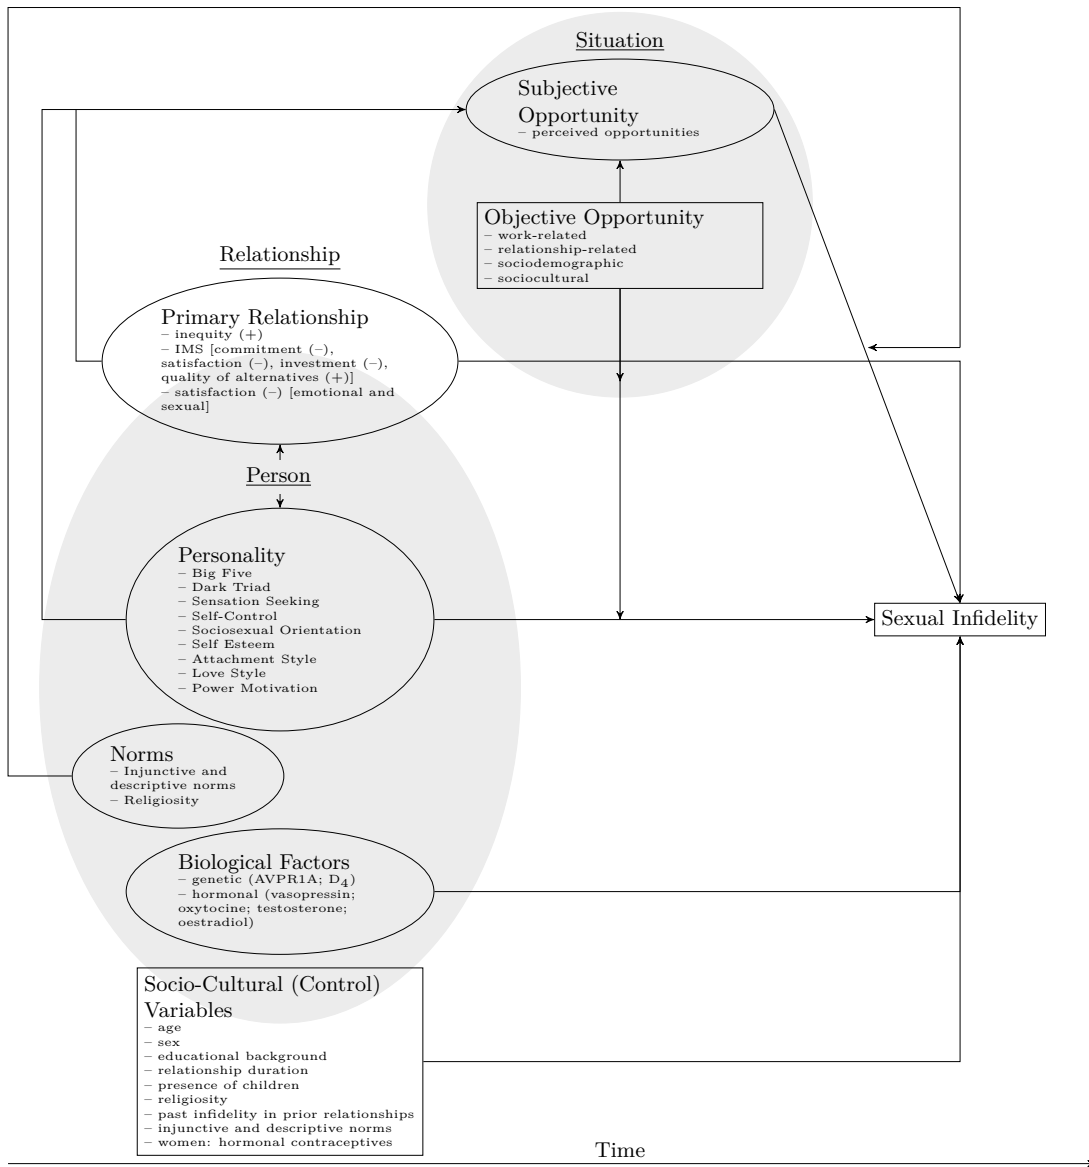 Situation
Subjective
Opportunity
– perceived opportunities
Objective Opportunity
– work-related
– relationship-related
– sociodemographic
– sociocultural
Relationship
Primary Relationship
– inequity (+)
– IMS [commitment (–),
satisfaction (–), investment (–),
quality of alternatives (+)]
– satisfaction (–) [emotional and
sexual]
Person
Personality
– Big Five
– Dark Triad
– Sensation Seeking
– Self-Control
– Sociosexual Orientation
– Self Esteem
– Attachment Style
– Love Style
– Power Motivation
Sexual Infidelity
Norms
– Injunctive and
descriptive norms
– Religiosity
Biological Factors
– genetic (AVPR1A; D4)
– hormonal (vasopressin;
oxytocine; testosterone;
oestradiol)
Socio-Cultural (Control)
Variables
– age
– sex
– educational background
– relationship duration
– presence of children
– religiosity
– past infidelity in prior relationships
– injunctive and descriptive norms
– women: hormonal contraceptives
Time